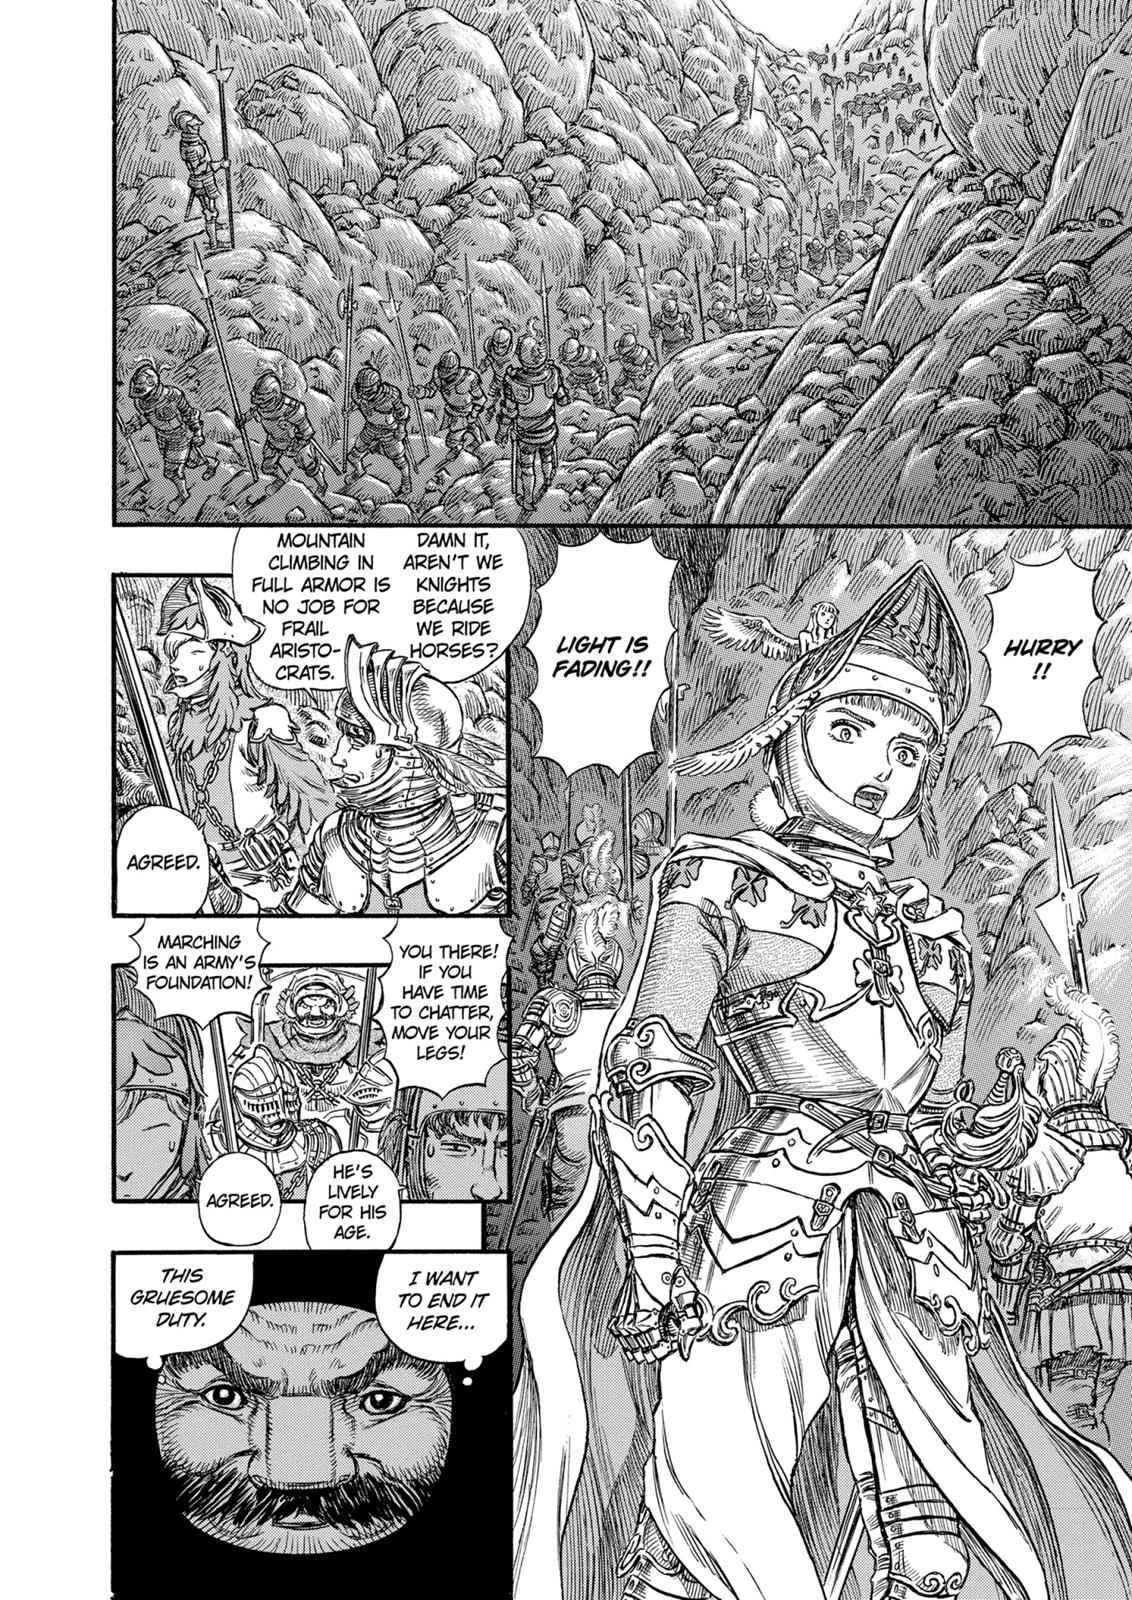 HURRY
!!
LIGHT IS
FADING!!
DAMN IT,
AREN'T WE
KNIGHTS
BECAUSE
WE RIDE
HORSES?
MOUNTAIN
CLIMBING IN
FULL ARMOR IS
NO JOB FOR
FRAIL
ARISTO-
CRATS.
AGREED.
YOU THERE!
IF YOU
HAVE TIME
TO CHATTER,
MOVE YOUR
LEGS!
MARCHING
IS AN ARMY'S
FOUNDATION!
HE'S
LIVELY
FOR HIS
AGE.
AGREED.
I WANT
TO END IT
HERE...
THIS
GRUESOME
DUTY.